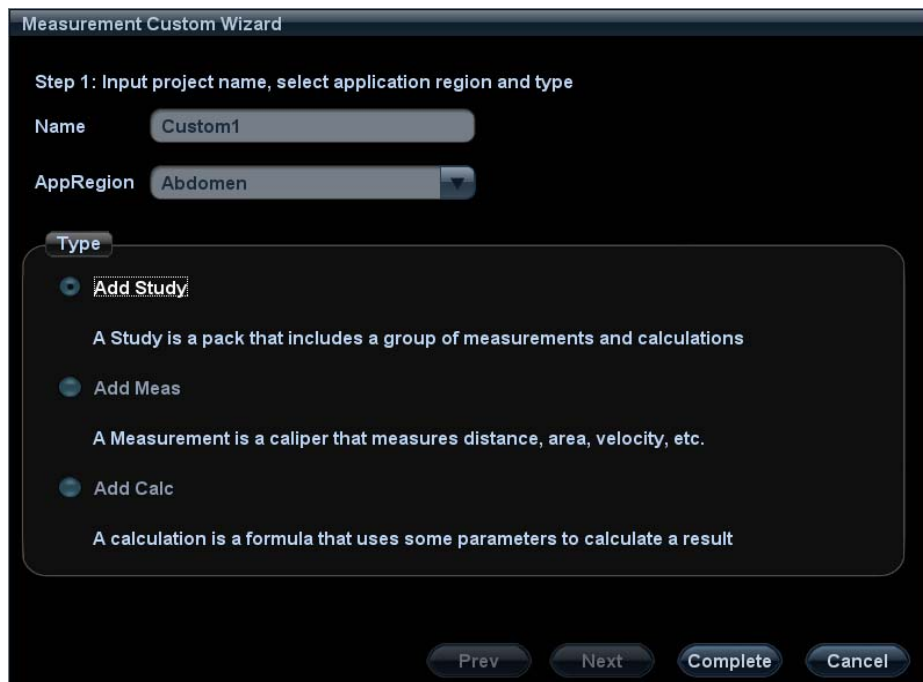 Measurement Custom Wizard
Step 1: Input project name, select application region and type
Name Custom1
AppRegion Abdomen
Type
Add Study
A Study is a pack that includes a group of measurements and calculations
Add Meas
A Measurement is a caliper that measures distance, area, velocity, etc.
Add Calc
A calculation is a formula that uses some parameters to calculate a result
Prev Next Complete Cancel